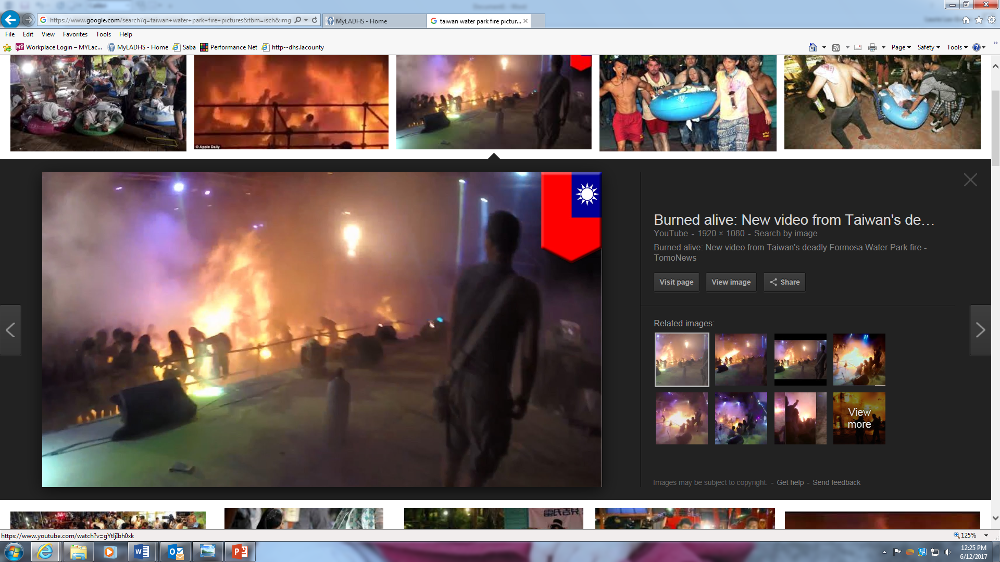 https://www.google.com/search?q=taiwan+water+park+fire+pictures&tbm=isch&img
MyLADHS - Home
taiwan water park fire pictur...
File Edit View Favorites Tools Help
Workplace Login – MYLac... MyLADHS - Home Saba Performance Net http--dhs.lacounty
Page Safety Tools
© Apple Daily
Burned alive: New video from Taiwan's de...
YouTube - 1920 × 1080 - Search by image
Burned alive: New video from Taiwan's deadly Formosa Water Park fire -
TomoNews
Visit page View image Share
Related images:
View
more
Images may be subject to copyright. - Get help - Send feedback
https://www.youtube.com/watch?v=gYtljIbh0xk
125%
12:25 PM
6/12/2017